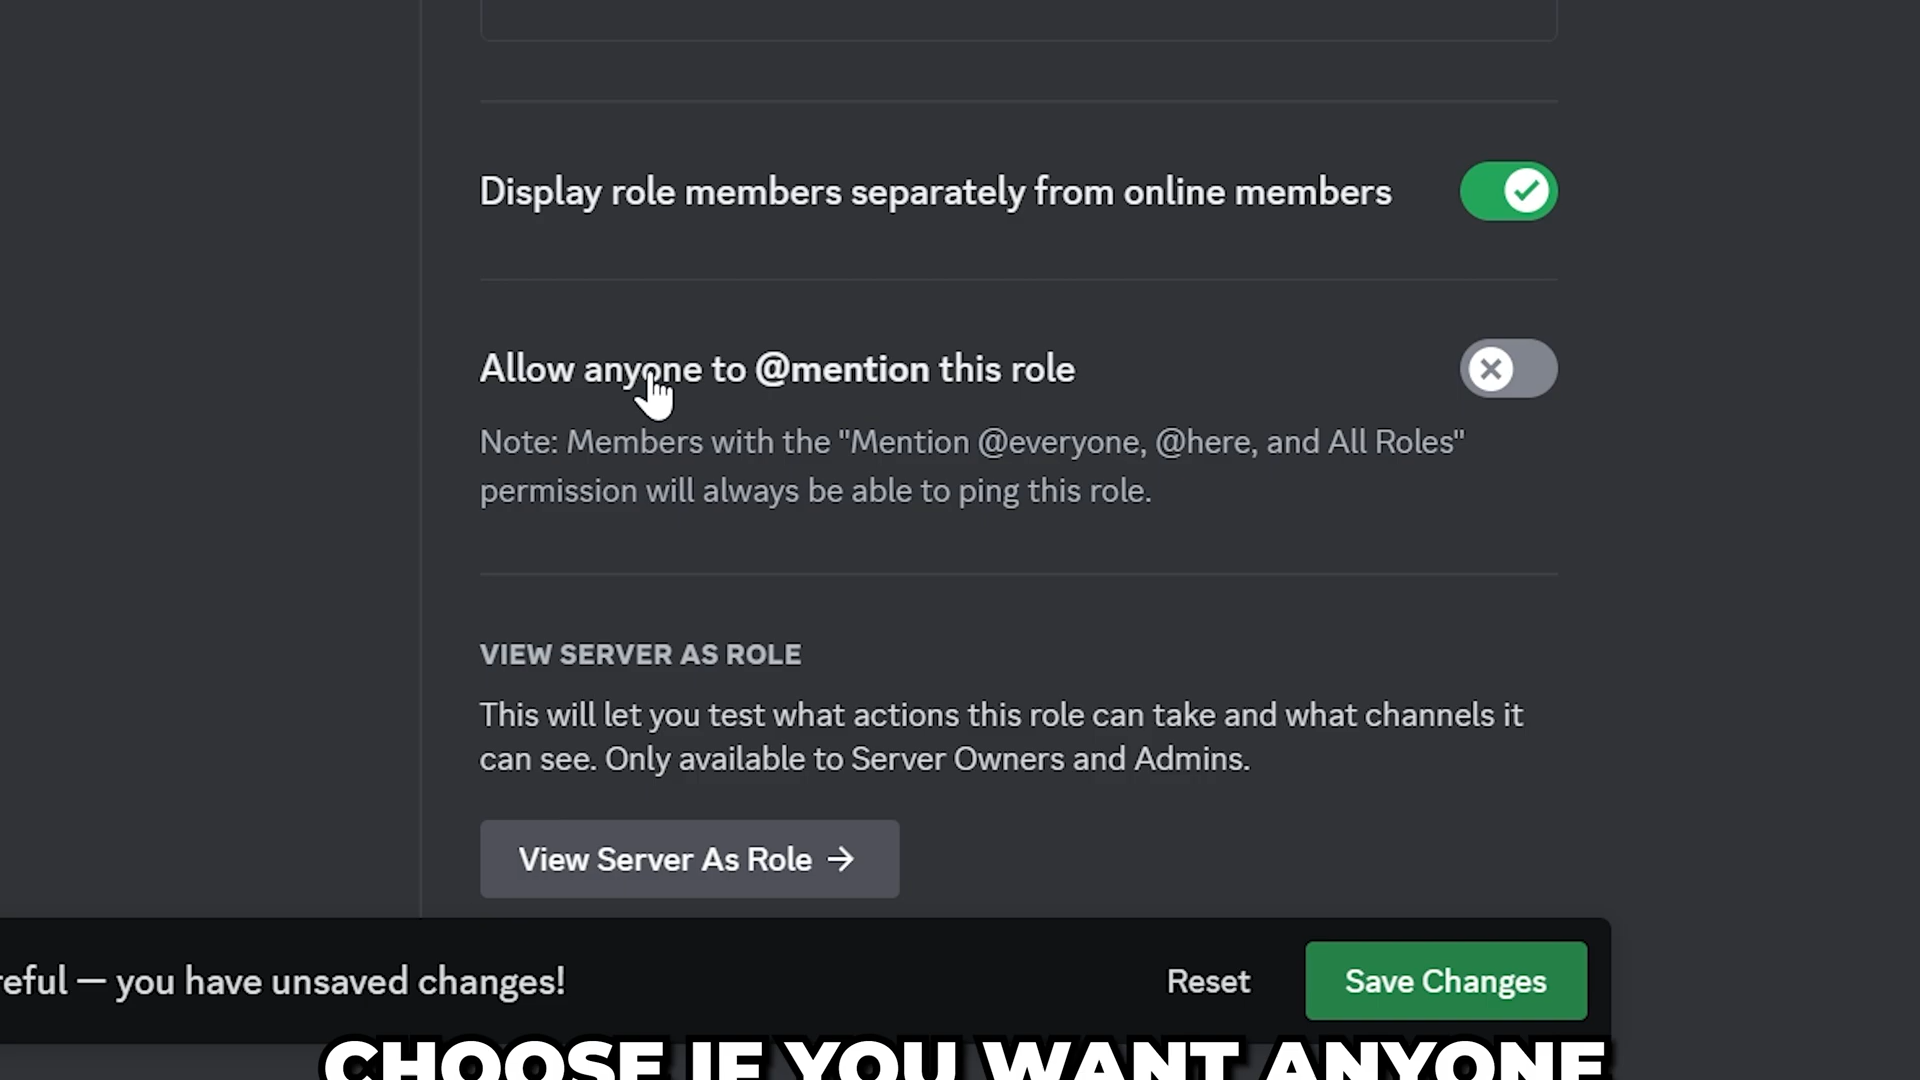 Display role members separately from online members
Allow anyone to @mention this role
Note: Members with the "Mention @everyone, @here, and All Roles"
permission will always be able to ping this role.
VIEW SERVER AS ROLE
This will let you test what actions this role can take and what channels it
can see. Only available to Server Owners and Admins.
View Server As Role →
reful — you have unsaved changes!
Reset
Save Changes
CHOOSE IF YOU WANT ANYONE